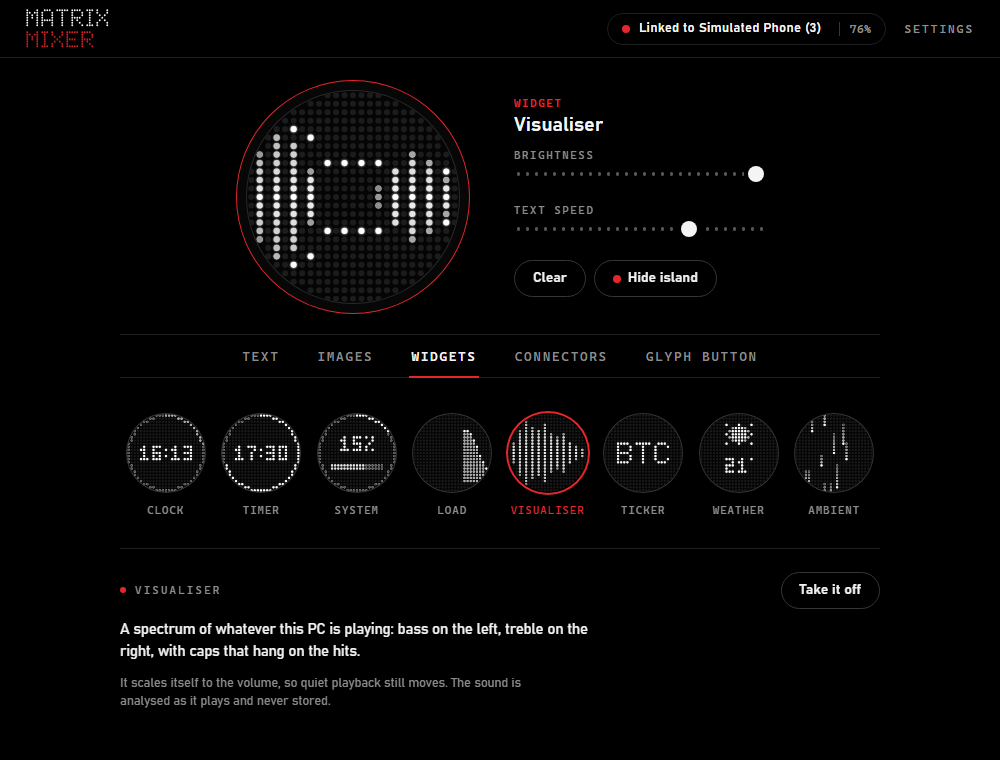 MATRIX
MIXER
Linked to Simulated Phone (3)
76%
SETTINGS
WIDGET
Visualiser
BRIGHTNESS
TEXT SPEED
Clear
Hide island
TEXT
IMAGES
WIDGETS
CONNECTORS
GLYPH BUTTON
16:13
17:30
15%
BTC
21°
CLOCK
TIMER
SYSTEM
LOAD
VISUALISER
TICKER
WEATHER
AMBIENT
VISUALISER
Take it off
A spectrum of whatever this PC is playing: bass on the left, treble on the
right, with caps that hang on the hits.
It scales itself to the volume, so quiet playback still moves. The sound is
analysed as it plays and never stored.